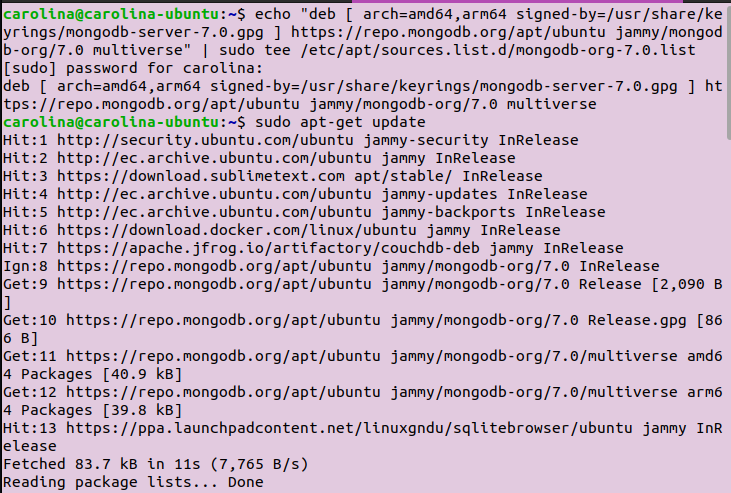 carolina@carolina-ubuntu:~$ echo "deb [ arch=amd64,arm64 signed-by=/usr/share/ke
yrings/mongodb-server-7.0.gpg ] https://repo.mongodb.org/apt/ubuntu jammy/mongod
b-org/7.0 multiverse" | sudo tee /etc/apt/sources.list.d/mongodb-org-7.0.list
[sudo] password for carolina:
deb [ arch=amd64,arm64 signed-by=/usr/share/keyrings/mongodb-server-7.0.gpg ] ht
tps://repo.mongodb.org/apt/ubuntu jammy/mongodb-org/7.0 multiverse
carolina@carolina-ubuntu:~$ sudo apt-get update
Hit:1 http://security.ubuntu.com/ubuntu jammy-security InRelease
Hit:2 http://ec.archive.ubuntu.com/ubuntu jammy InRelease
Hit:3 https://download.sublimetext.com apt/stable/ InRelease
Hit:4 http://ec.archive.ubuntu.com/ubuntu jammy-updates InRelease
Hit:5 http://ec.archive.ubuntu.com/ubuntu jammy-backports InRelease
Hit:6 https://download.docker.com/linux/ubuntu jammy InRelease
Hit:7 https://apache.jfrog.io/artifactory/couchdb-deb jammy InRelease
Ign:8 https://repo.mongodb.org/apt/ubuntu jammy/mongodb-org/7.0 InRelease
Get:9 https://repo.mongodb.org/apt/ubuntu jammy/mongodb-org/7.0 Release [2,090 B
]
Get:10 https://repo.mongodb.org/apt/ubuntu jammy/mongodb-org/7.0 Release.gpg [86
6 B]
Get:11 https://repo.mongodb.org/apt/ubuntu jammy/mongodb-org/7.0/multiverse amd6
4 Packages [40.9 kB]
Get:12 https://repo.mongodb.org/apt/ubuntu jammy/mongodb-org/7.0/multiverse arm6
4 Packages [39.8 kB]
Hit:13 https://ppa.launchpadcontent.net/linuxgndu/sqlitebrowser/ubuntu jammy InR
elease
Fetched 83.7 kB in 11s (7,765 B/s)
Reading package lists... Done